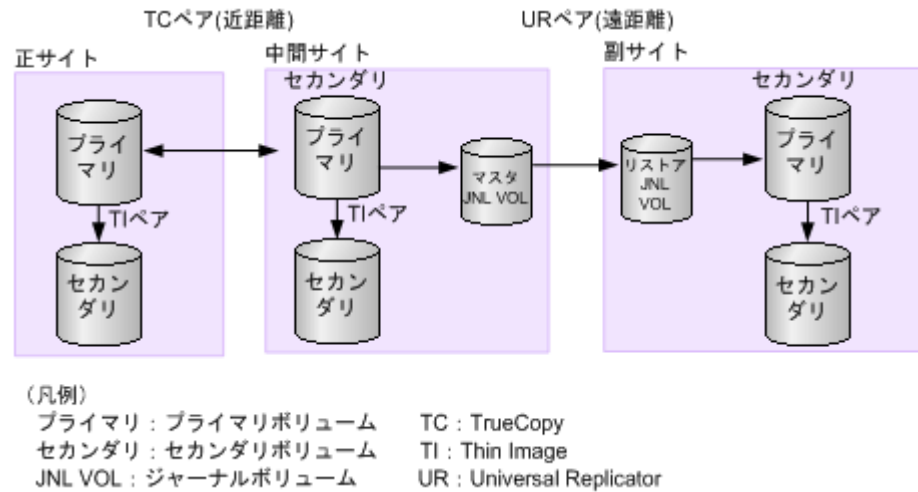 TCペア(近距離)
URペア(遠距離)
正サイト
中間サイト
副サイト
セカンダリ
セカンダリ
プライ
マリ
プライ
マリ
マスタ
JNL VOL
リストア
JNL
VOL
プライ
マリ
TIペア
TIペア
TIペア
セカン
ダリ
セカン
ダリ
セカン
ダリ
(凡例)
プライマリ:プライマリボリューム
TC:TrueCopy
セカンダリ:セカンダリボリューム
TI:Thin Image
JNL VOL:ジャーナルボリューム
UR:Universal Replicator